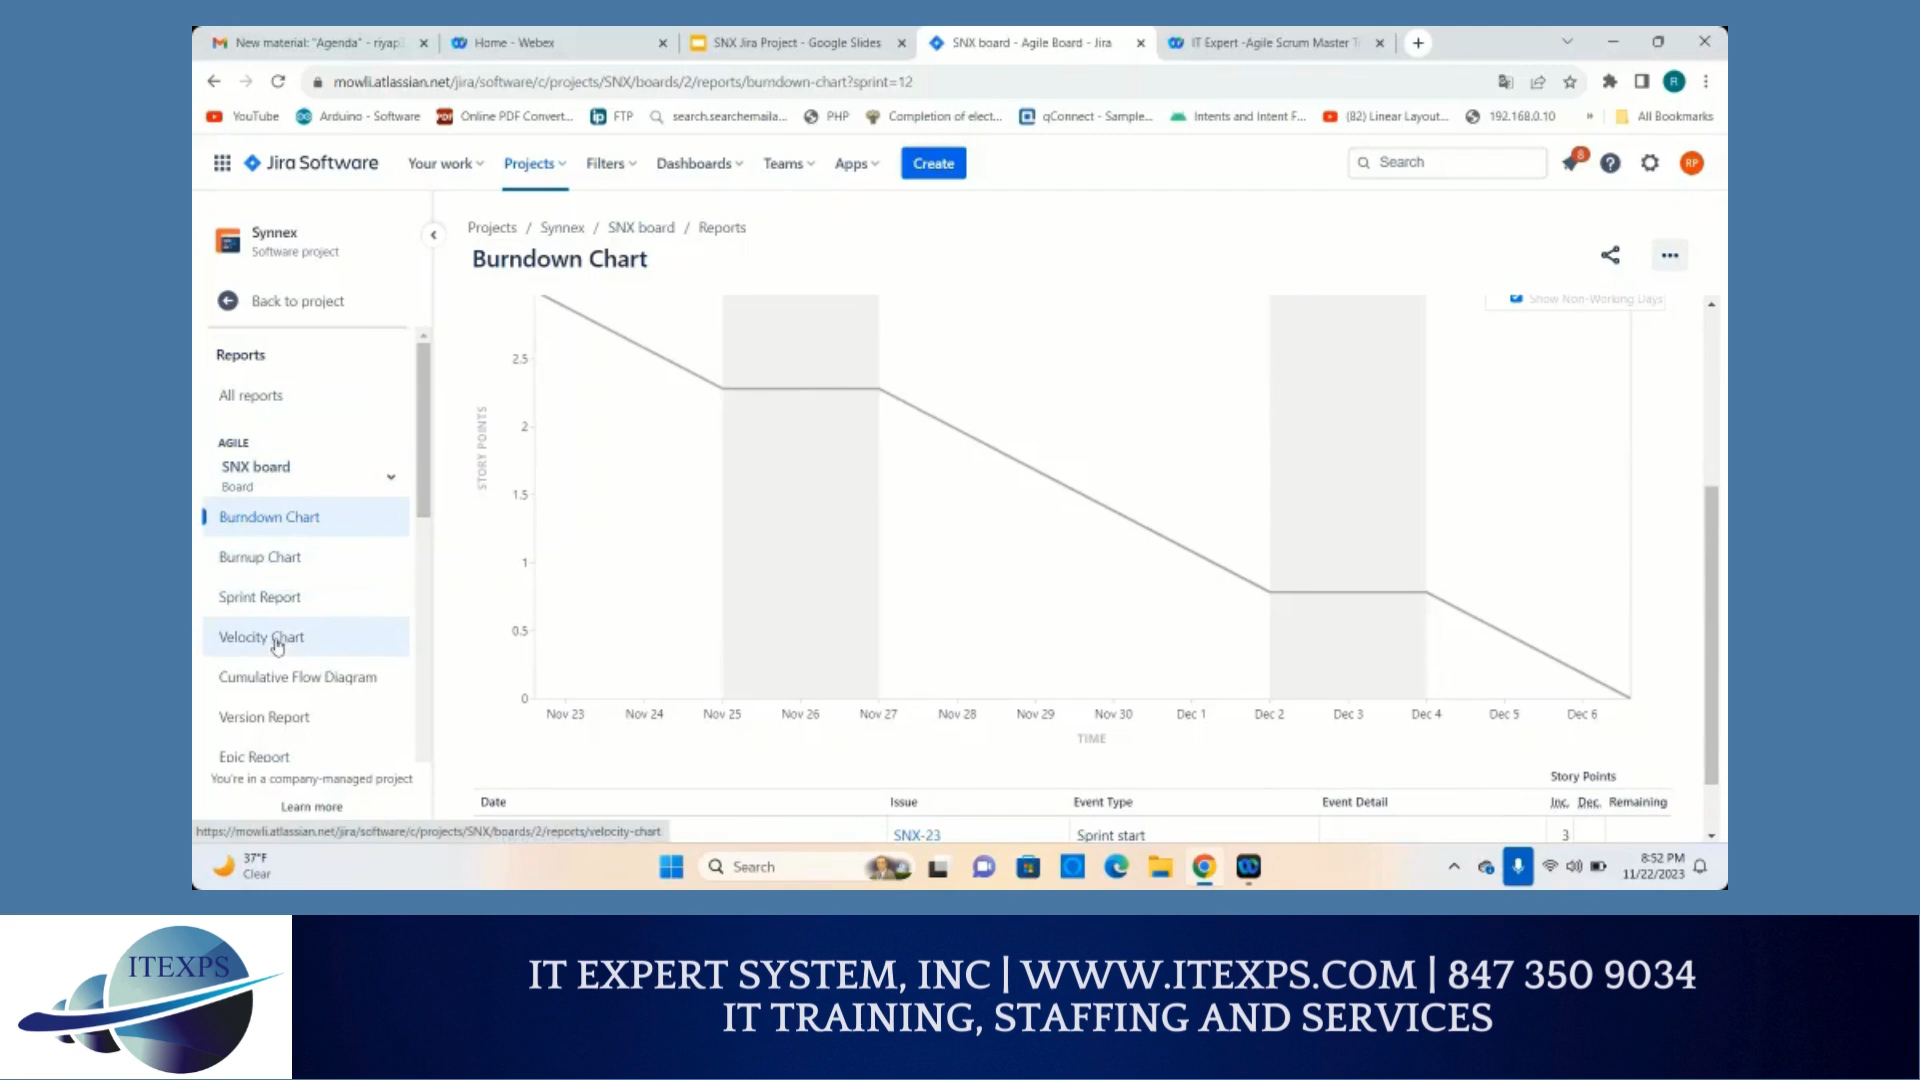 New material: "Agenda" - riyap
Home - Webex
SNX Jira Project - Google Slides
SNX board - Agile Board - Jira
IT Expert -Agile Scrum Master T
mowli.atlassian.net/jira/software/c/projects/SNX/boards/2/reports/burndown-chart?sprint=12
R
YouTube
Arduino - Software
Online PDF Convert...
FTP
search.searchemaila...
PHP
Completion of elect...
qConnect - Sample...
Intents and Intent F...
(82) Linear Layout...
192.168.0.10
»
All Bookmarks
Jira Software
Your work
Projects
Filters
Dashboards
Teams
Apps
Create
Search
8
RP
Synnex
Software project
Back to project
Reports
All reports
AGILE
SNX board
Board
Burndown Chart
Burnup Chart
Sprint Report
Velocity Chart
Cumulative Flow Diagram
Version Report
Epic Report
You're in a company-managed project
Learn more
https://mowli.atlassian.net/jira/software/c/projects/SNX/boards/2/reports/velocity-chart
Projects / Synnex / SNX board / Reports
Burndown Chart
Show Non-Working Days
STORY POINTS
2.5
2
1.5
1
0.5
0
Nov 23 Nov 24 Nov 25 Nov 26 Nov 27 Nov 28 Nov 29 Nov 30 Dec 1 Dec 2 Dec 3 Dec 4 Dec 5 Dec 6
TIME
Story Points
Date Issue Event Type Event Detail Inc. Dec. Remaining
SNX-23 Sprint start 3
37°F
Clear
Search
8:52 PM
11/22/2023
ITEXPS
IT EXPERT SYSTEM, INC | WWW.ITEXPS.COM | 847 350 9034
IT TRAINING, STAFFING AND SERVICES